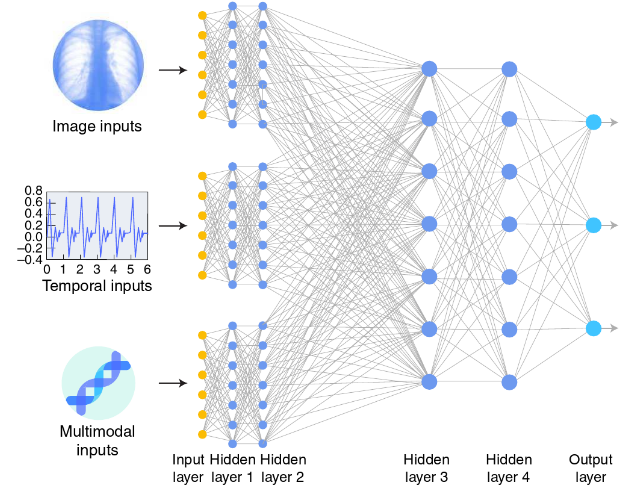 Image inputs
0.8
0.6
0.4
0.2
0.0
−0.2
−0.4
0 1 2 3 4 5 6
Temporal inputs
Multimodal
inputs
Input Hidden Hidden Hidden Hidden Output
layer layer 1 layer 2 layer 3 layer 4 layer